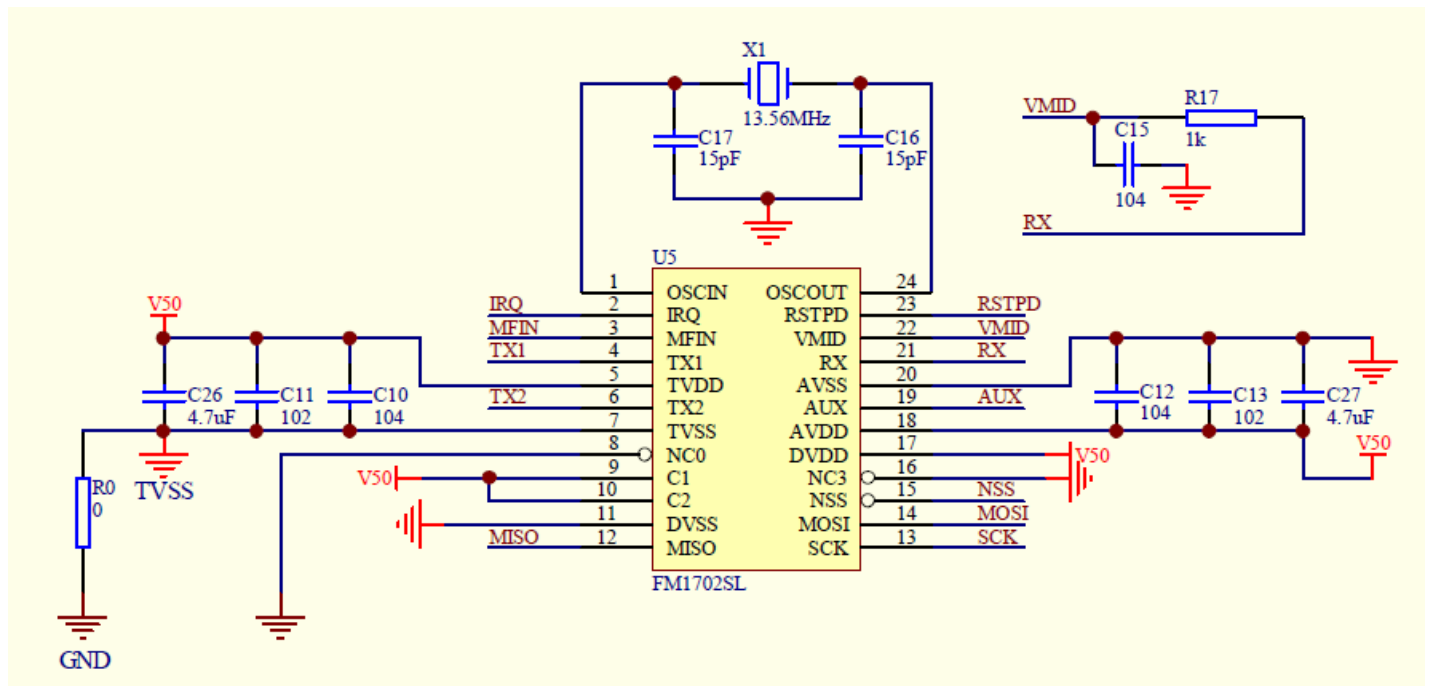 X1
13.56MHz
C17
15pF
C16
15pF
VMID
R17
1k
C15
104
RX
U5
1 OSCIN OSCOUT 24
IRQ 2 IRQ RSTPD 23 RSTPD
MFIN 3 MFIN VMID 22 VMID
TX1 4 TX1 RX 21 RX
5 TVDD AVSS 20
TX2 6 TX2 AUX 19 AUX
7 TVSS AVDD 18
8 NC0 DVDD 17 V50
V50 9 C1 NC3 16
10 C2 NSS 15 NSS
11 DVSS MOSI 14 MOSI
MISO 12 MISO SCK 13 SCK
FM1702SL
V50
C26
4.7uF
C11
102
C10
104
TVSS
R0
0
GND
C12
104
C13
102
C27
4.7uF
V50